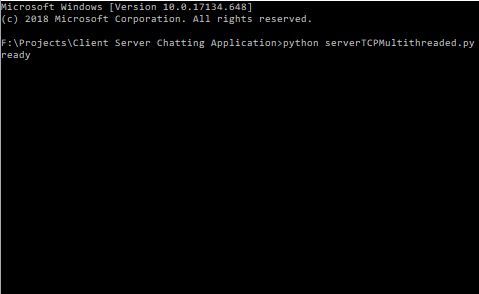 Microsoft Windows [Version 10.0.17134.648]
(c) 2018 Microsoft Corporation. All rights reserved.
F:\Projects\Client Server Chatting Application>python serverTCPMultithreaded.py
ready